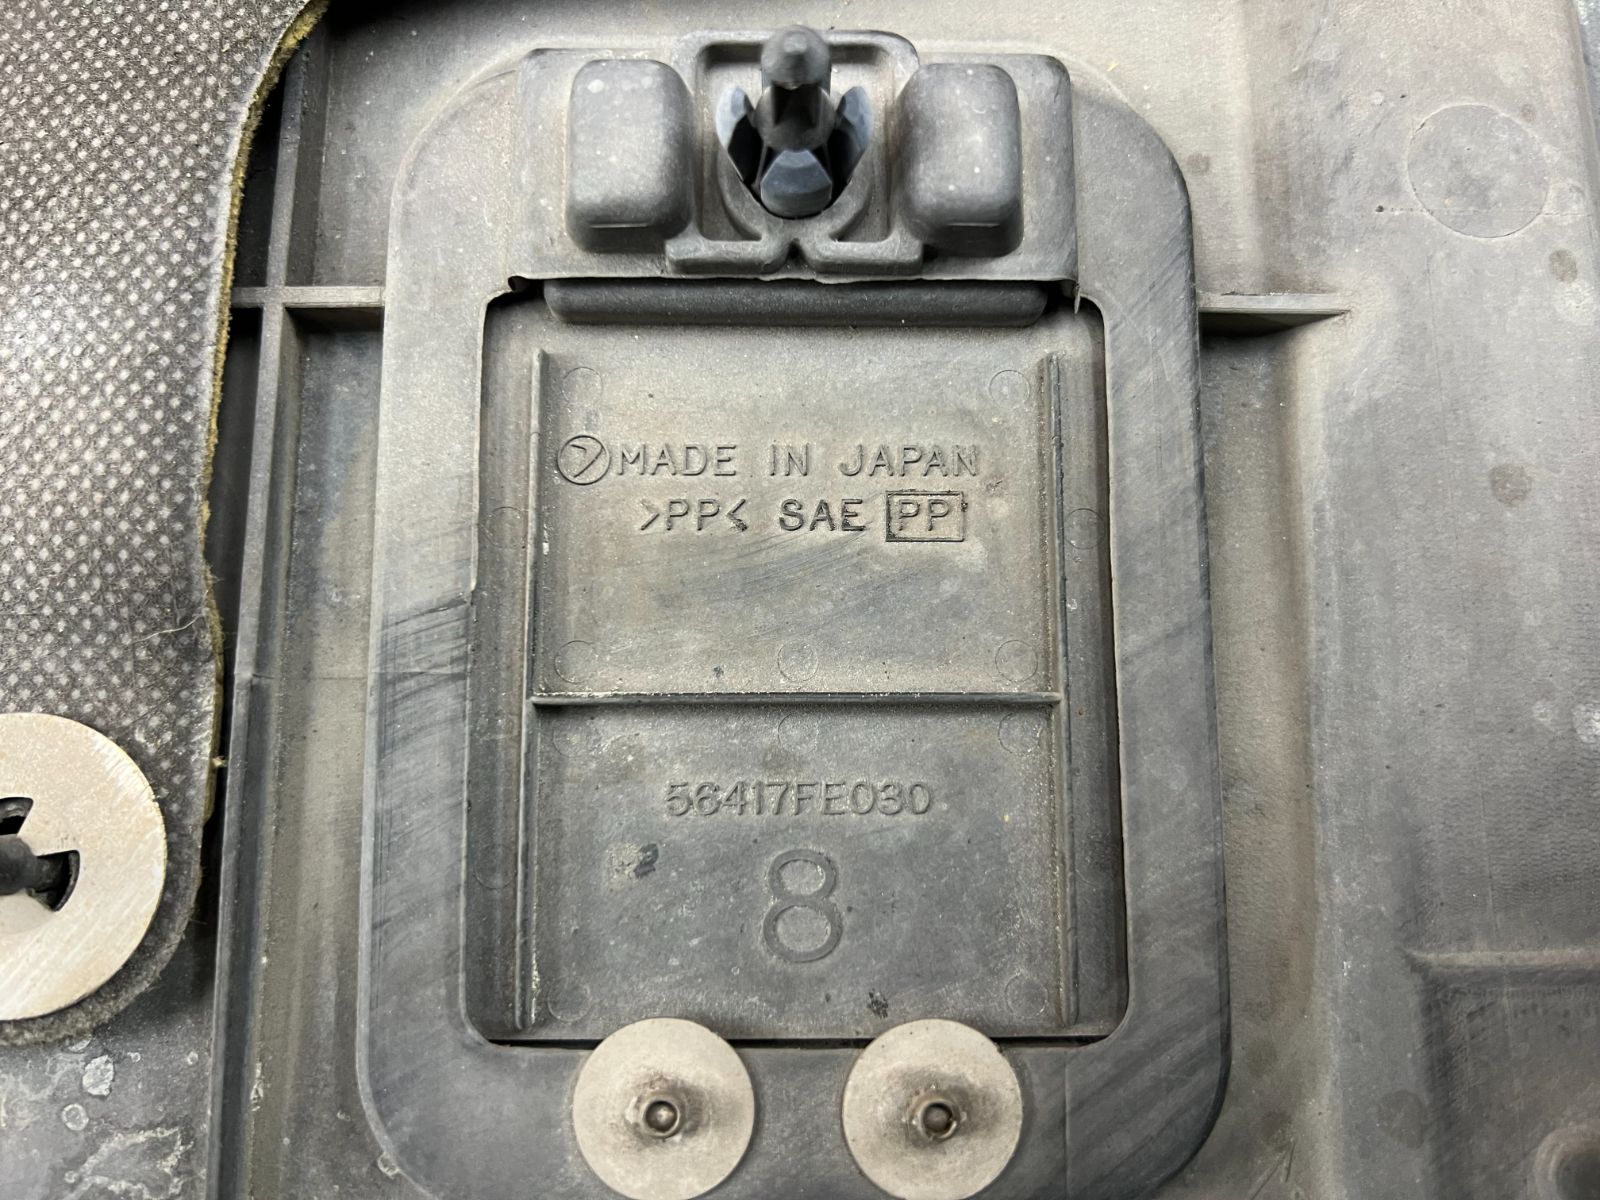 MADE IN JAPAN
>PP< SAE PP
56417FE030
8